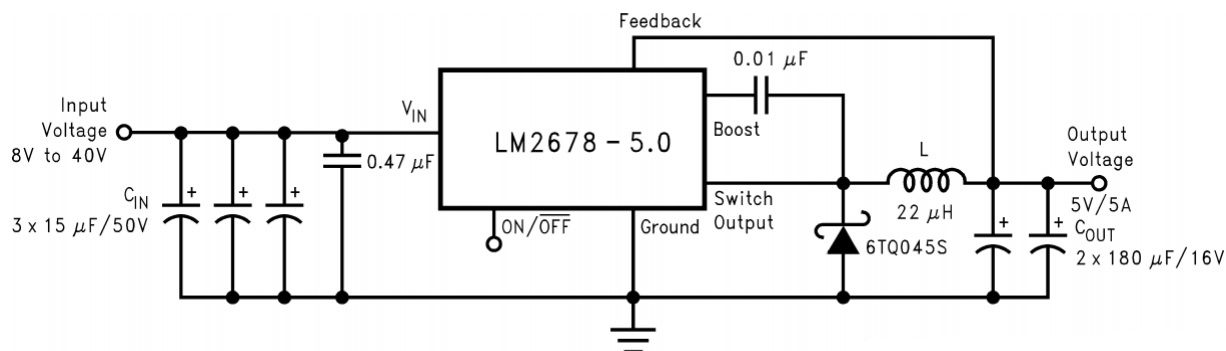 Feedback
0.01 μF
Input
Voltage
8V to 40V
V_IN
LM2678 – 5.0
Boost
L
Output
Voltage
0.47 μF
C_IN
+
+
+
3 x 15 μF/50V
ON/O̅F̅F̅
Ground
Switch
Output
22 μH
5V/5A
6TQ045S
+
+
C_OUT
2 x 180 μF/16V